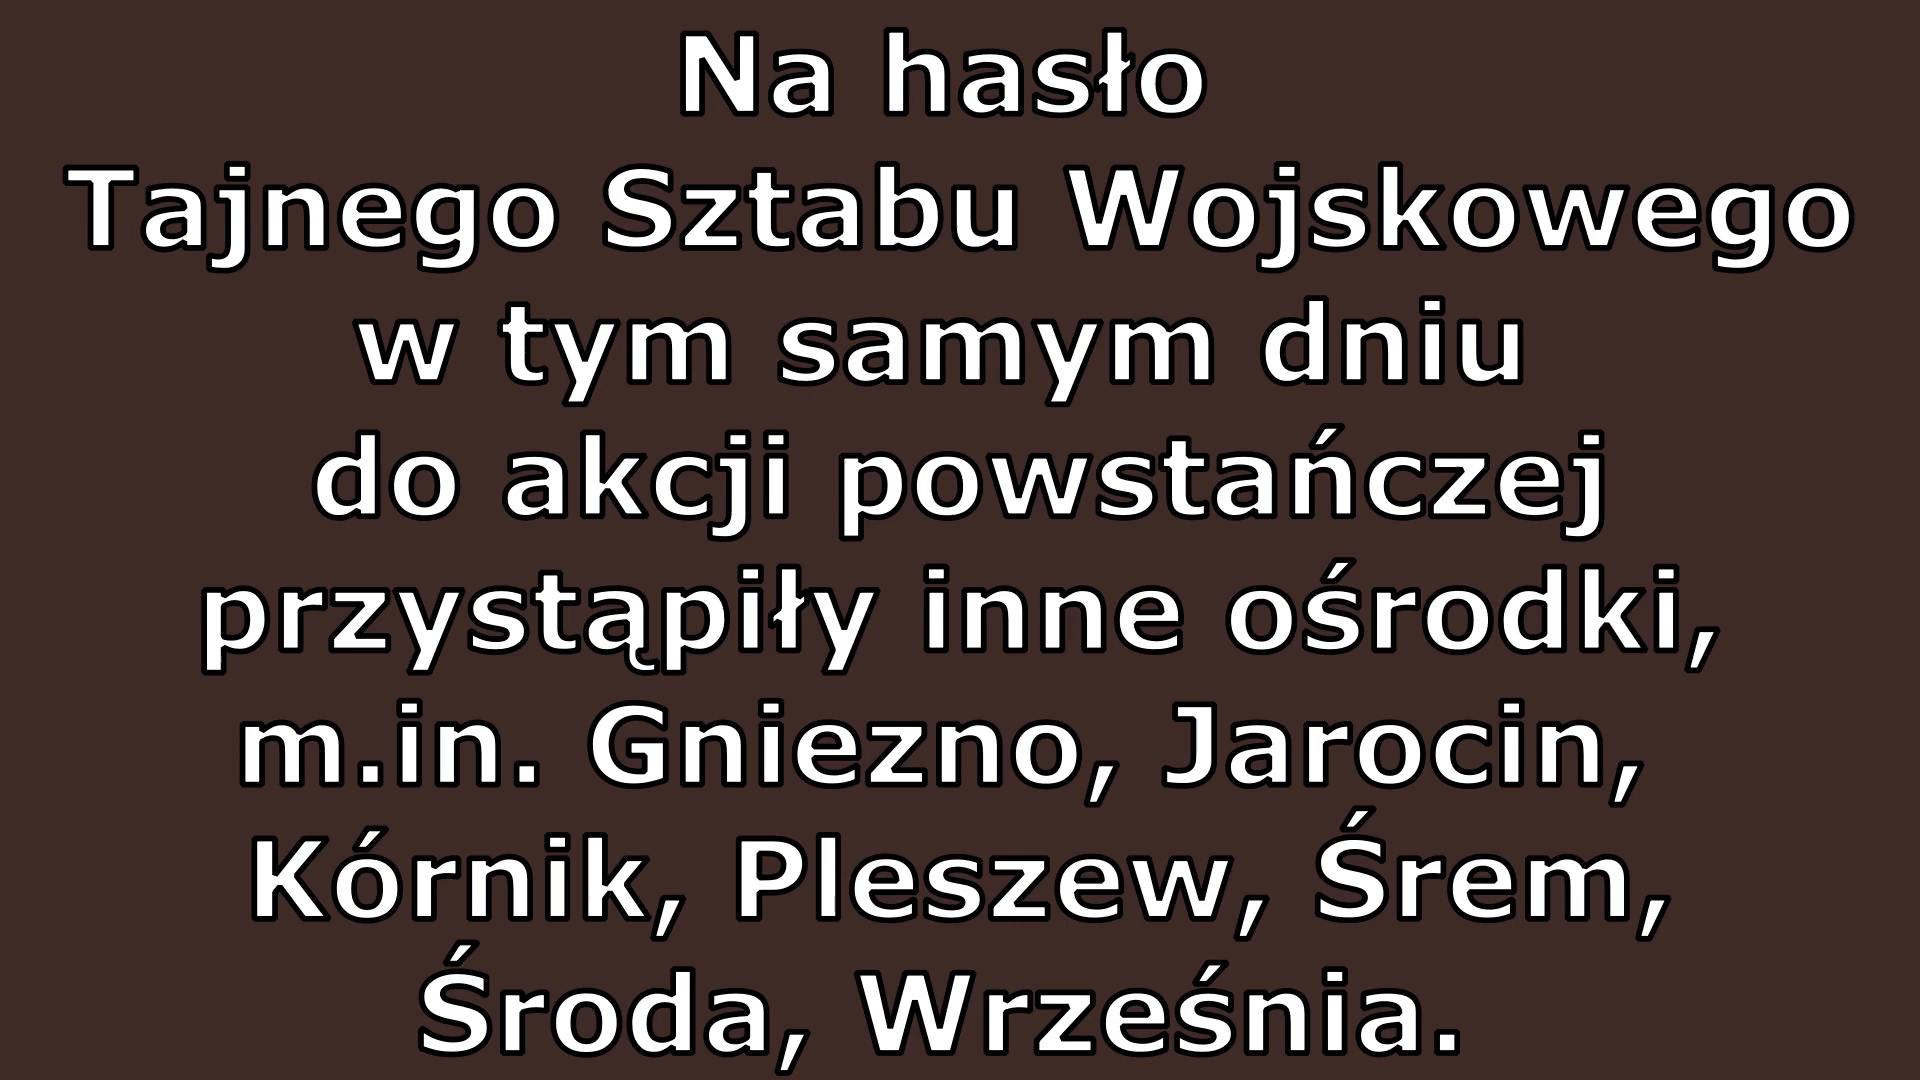 Na hasło
Tajnego Sztabu Wojskowego
w tym samym dniu
do akcji powstańczej
przystąpiły inne ośrodki,
m.in. Gniezno, Jarocin,
Kórnik, Pleszew, Śrem,
Środa, Września.